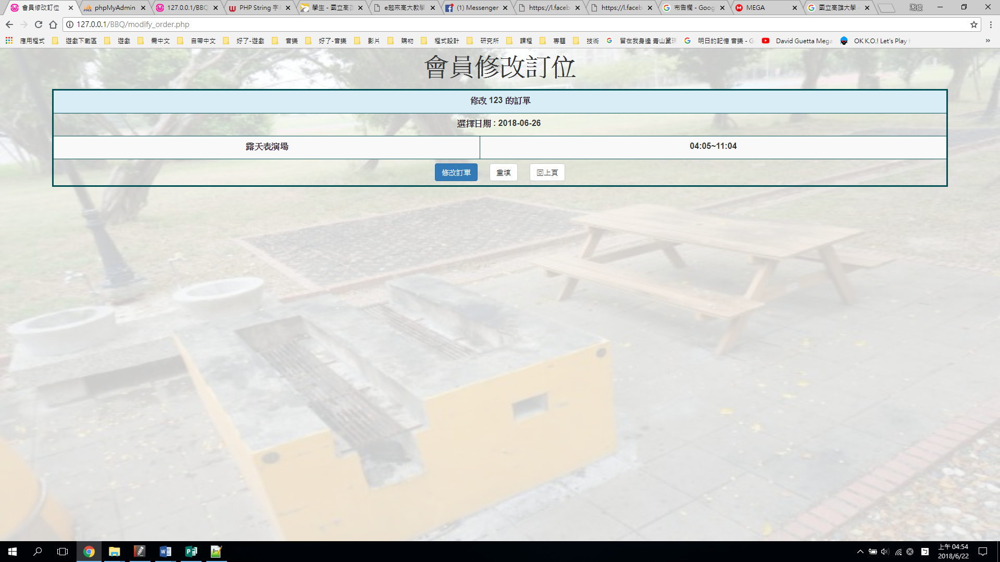 會員修改訂位
phpMyAdmin
127.0.0.1/BBQ
PHP String 字
學生 - 國立高
e起來高大教學
(1) Messenger
https://l.faceb
https://l.faceb
布告欄 - Goog
MEGA
國立高雄大學 -
湘俊
127.0.0.1/BBQ/modify_order.php
應用程式 遊戲下載區 遊戲 需中文 自帶中文 好了-遊戲 音樂 好了-音樂 影片 購物 程式設計 研究所 課程 專題 技術 留在我身邊 青山黛瑪 明日的記憶 音樂 - G David Guetta Mega OK K.O.! Let's Play
會員修改訂位
修改 123 的訂單
選擇日期 : 2018-06-26
露天表演場 04:05~11:04
修改訂單 重填 回上頁
上午 04:54
2018/6/22